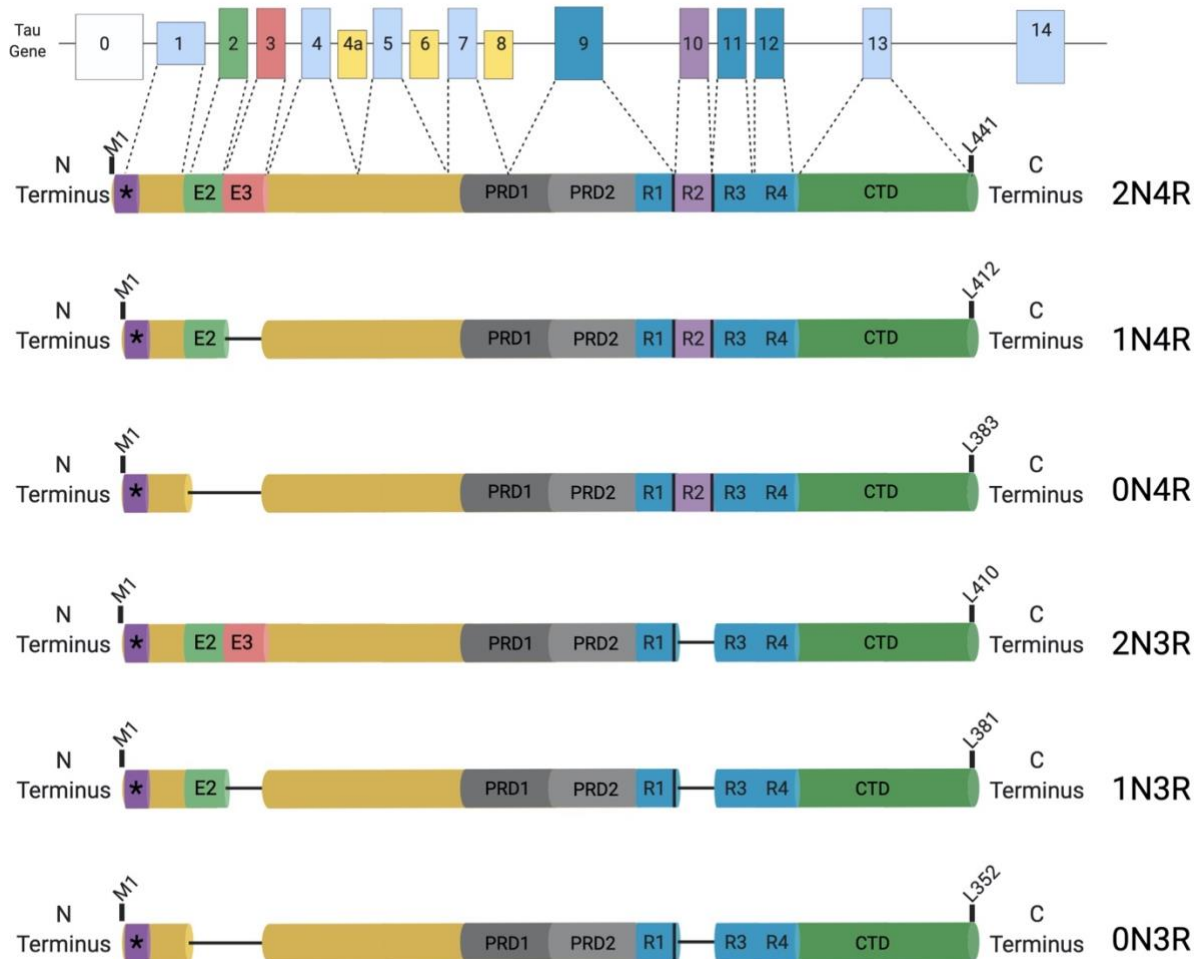 Tau
Gene
0 1 2 3 4 4a 5 6 7 8 9 10 11 12 13 14
M1 L441
N C
Terminus * E2 E3 PRD1 PRD2 R1 R2 R3 R4 CTD Terminus 2N4R
M1 L412
N C
Terminus * E2 PRD1 PRD2 R1 R2 R3 R4 CTD Terminus 1N4R
M1 L383
N C
Terminus * PRD1 PRD2 R1 R2 R3 R4 CTD Terminus 0N4R
M1 L410
N C
Terminus * E2 E3 PRD1 PRD2 R1 R3 R4 CTD Terminus 2N3R
M1 L381
N C
Terminus * E2 PRD1 PRD2 R1 R3 R4 CTD Terminus 1N3R
M1 L352
N C
Terminus * PRD1 PRD2 R1 R3 R4 CTD Terminus 0N3R